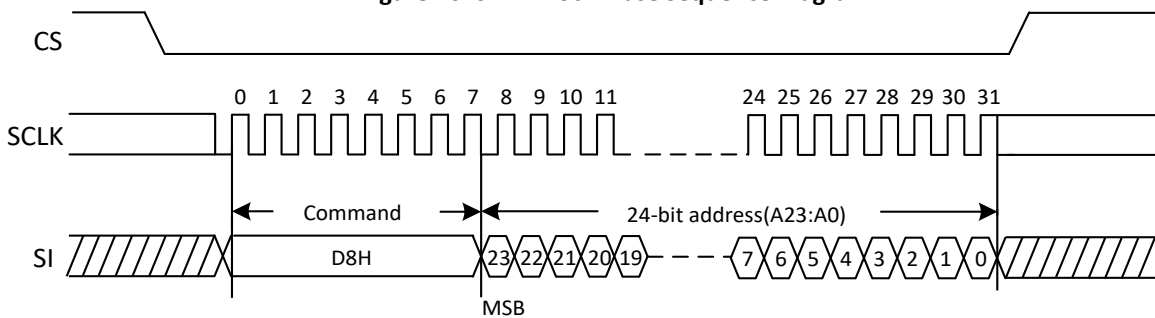 CS
0 1 2 3 4 5 6 7 8 9 10 11 24 25 26 27 28 29 30 31
SCLK
Command 24-bit address(A23:A0)
SI D8H 23 22 21 20 19 7 6 5 4 3 2 1 0
MSB